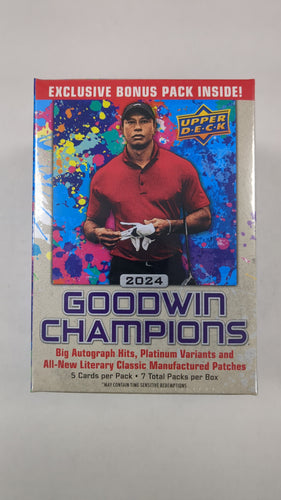 EXCLUSIVE BONUS PACK INSIDE!
UPPER
D·E·C·K
2024
GOODWIN
CHAMPIONS
Big Autograph Hits, Platinum Variants and
All-New Literary Classic Manufactured Patches
5 Cards per Pack • 7 Total Packs per Box
*MAY CONTAIN TIME SENSITIVE REDEMPTIONS